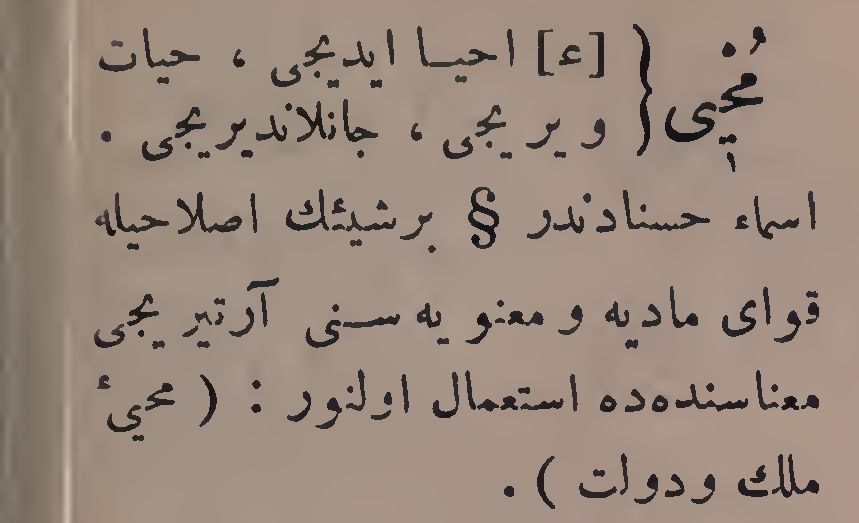 مُحْيِی { [ع] احیا ایدیجی ، حیات
ویریجی ، جانلاندیریجی .
اسماء حسنادندر § برشیئك اصلاحیله
قوای مادیه و معنویه سنی آرتیریجی
معناسنده‌ده استعمال اولنور : ( محییٔ
ملك ودولت ) .